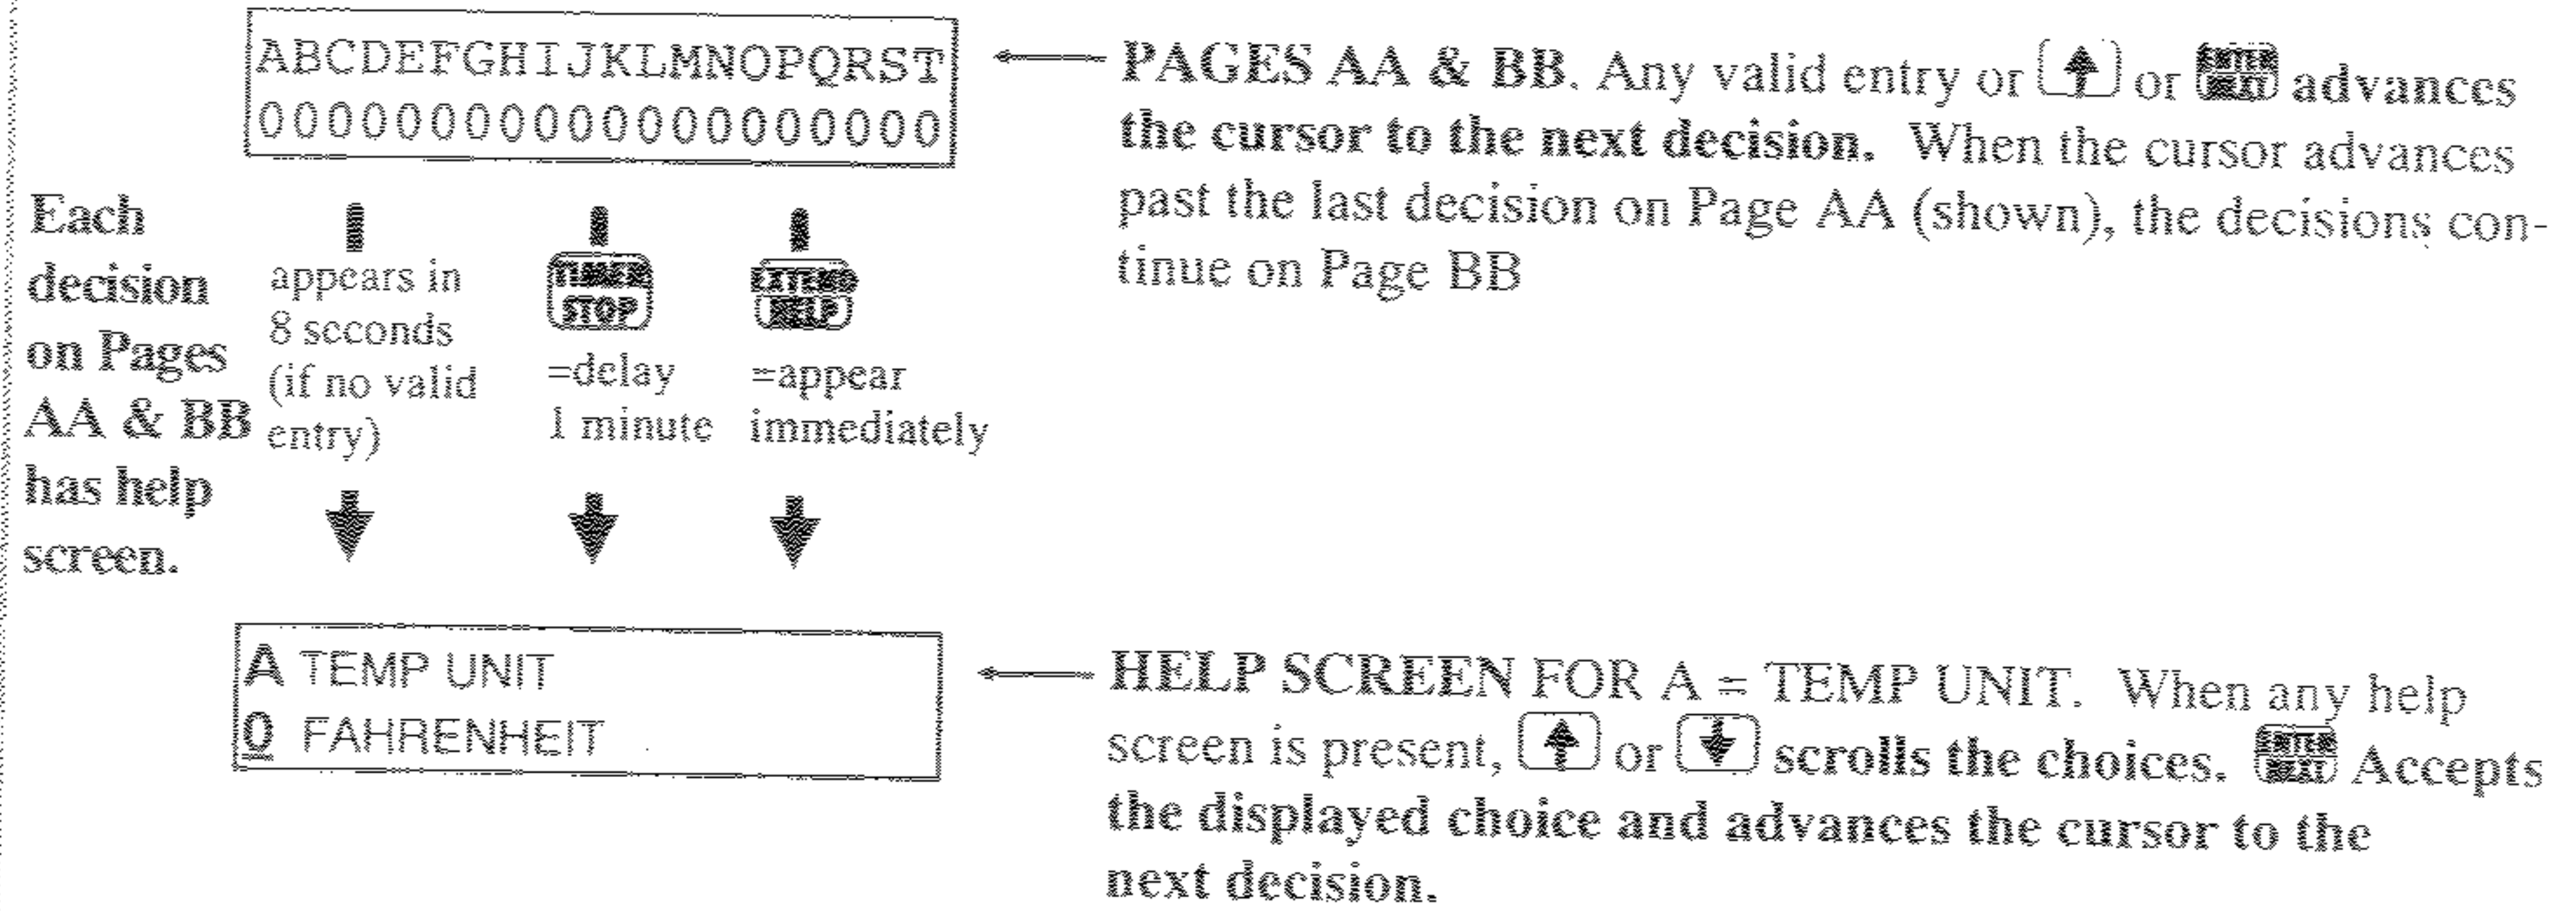 ABCDEFGHIJKLMNOPQRST
00000000000000000000
PAGES AA & BB. Any valid entry or or ENTER NEXT advances
the cursor to the next decision. When the cursor advances
past the last decision on Page AA (shown), the decisions con-
tinue on Page BB
Each
decision
on Pages
AA & BB
has help
screen.
appears in
8 seconds
(if no valid
entry)
TIMER
STOP
=delay
1 minute
EXTEND
HELP
=appear
immediately
A TEMP UNIT
0 FAHRENHEIT
HELP SCREEN FOR A = TEMP UNIT. When any help
screen is present, or scrolls the choices. ENTER NEXT Accepts
the displayed choice and advances the cursor to the
next decision.